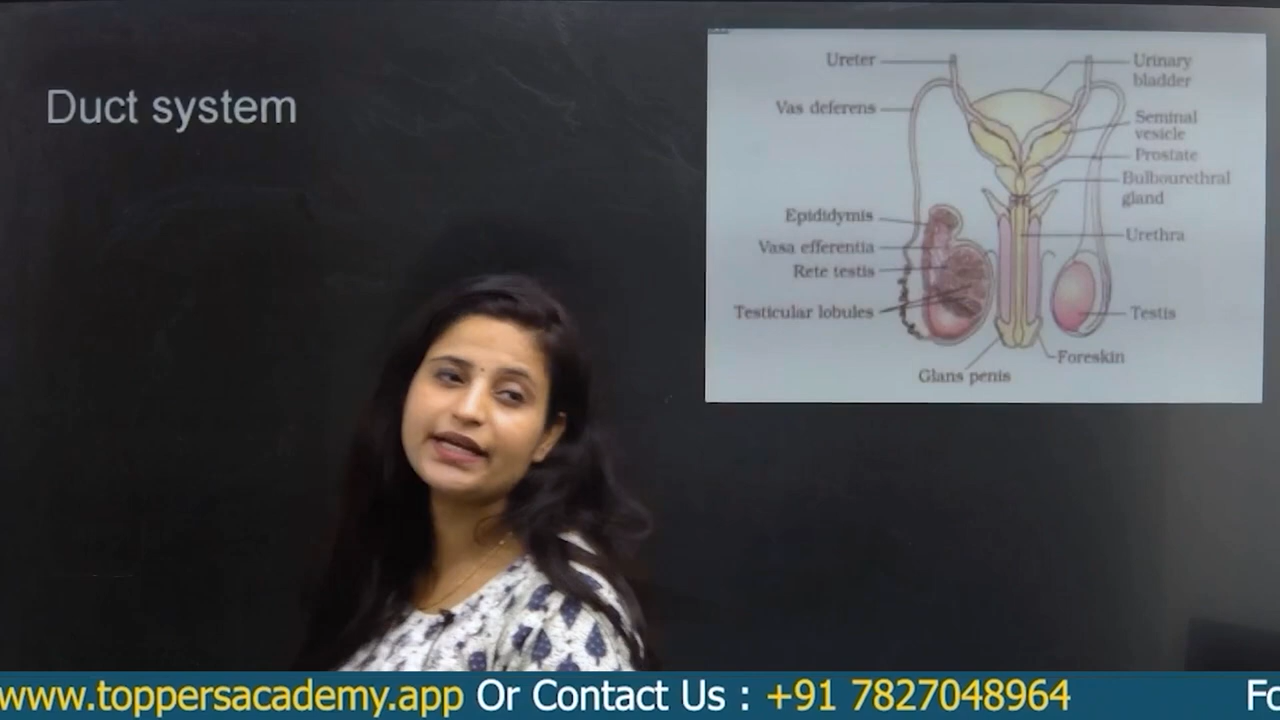 Duct system
Ureter
Vas deferens
Epididymis
Vasa efferentia
Rete testis
Testicular lobules
Glans penis
Urinary
bladder
Seminal
vesicle
Prostate
Bulbourethral
gland
Urethra
Testis
Foreskin
www.toppersacademy.app Or Contact Us : +91 7827048964 Fo